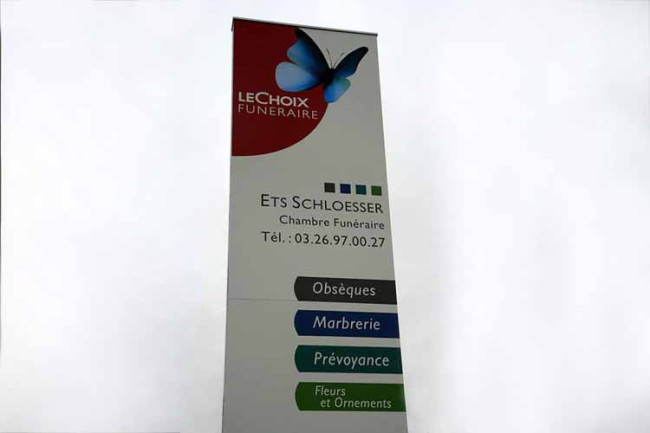 LECHOIX
FUNERAIRE
ETS SCHLOESSER
Chambre Funéraire
Tél. : 03.26.97.00.27
Obsèques
Marbrerie
Prévoyance
Fleurs
et Ornements